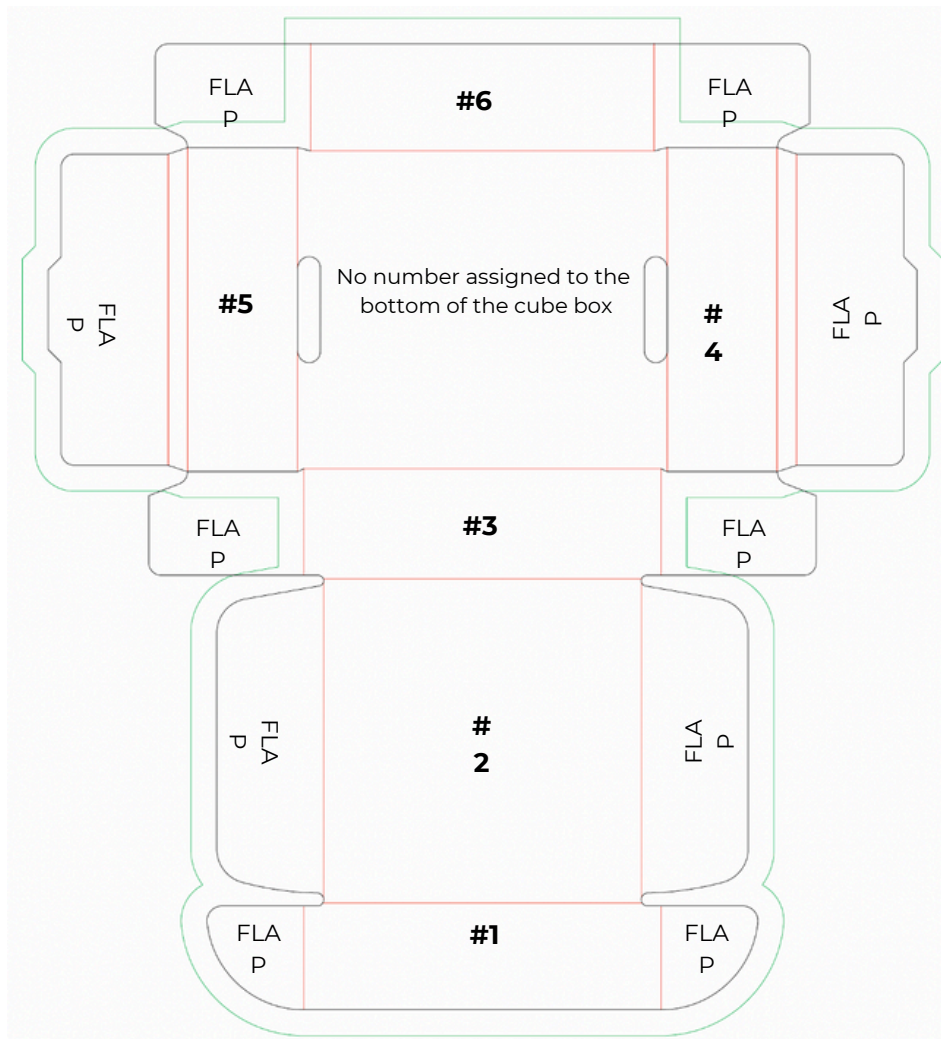 FLA
P
#6
FLA
P
No number assigned to the
bottom of the cube box
#5
#
4
FLA
P
FLA
P
FLA
P
#3
FLA
P
FLA
P
#
2
FLA
P
FLA
P
#1
FLA
P